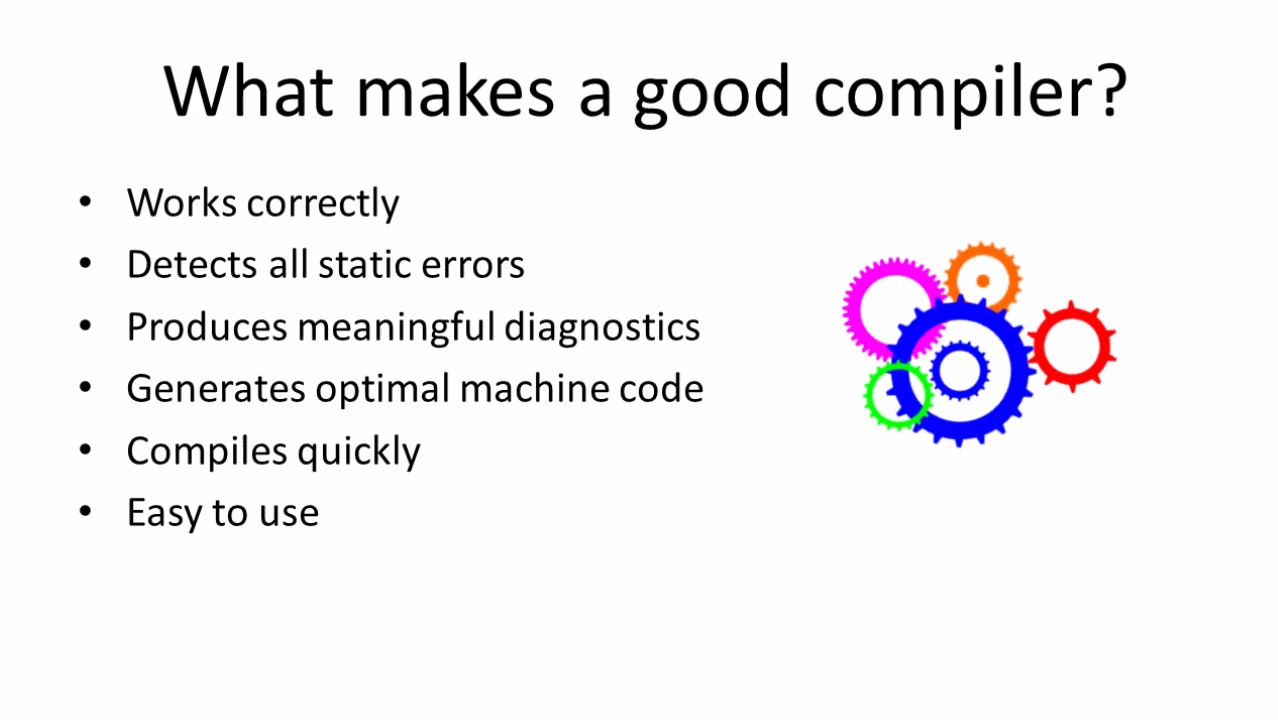 What makes a good compiler?
• Works correctly
• Detects all static errors
• Produces meaningful diagnostics
• Generates optimal machine code
• Compiles quickly
• Easy to use